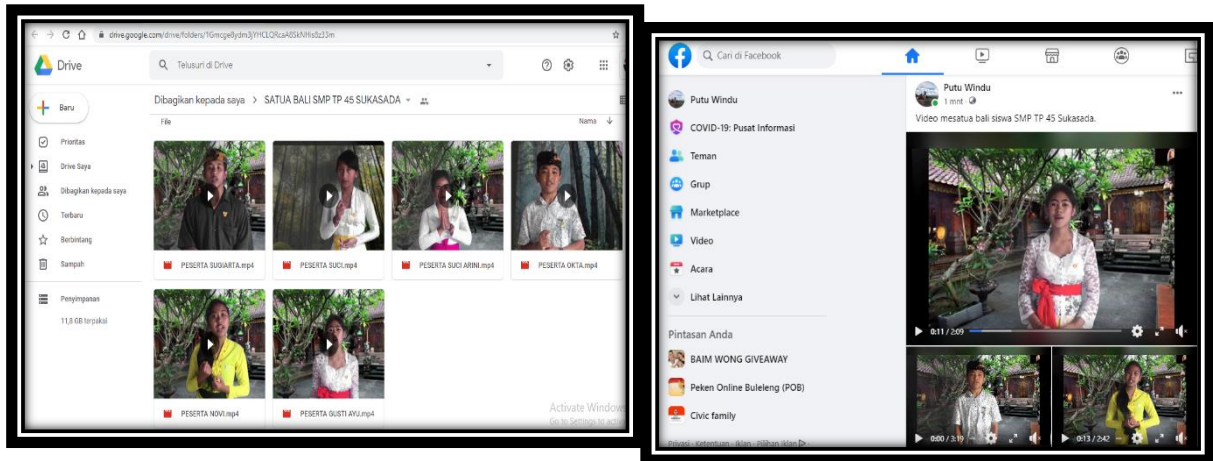 drive.google.com/drive/folders/
Drive
Telusuri di Drive
Baru
Dibagikan kepada saya > SATUA BALI SMP TP 45 SUKASADA
File
Nama
Prioritas
Drive Saya
Dibagikan kepada saya
Terbaru
Berbintang
Sampah
Penyimpanan
11,8 GB terpakai
PESERTA SUGIARTA.mp4
PESERTA SUCI.mp4
PESERTA SUCI ARINI.mp4
PESERTA OKTA.mp4
PESERTA NOVI.mp4
PESERTA GUSTI AYU.mp4
Activate Window
Go to Settings to
Cari di Facebook
Putu Windu
COVID-19: Pusat Informasi
Teman
Grup
Marketplace
Video
Acara
Lihat Lainnya
Pintasan Anda
BAIM WONG GIVEAWAY
Peken Online Buleleng (POB)
Civic family
Privasi · Ketentuan · Iklan · Pilihan Iklan
Putu Windu
1 mnt
Video mesatua bali siswa SMP TP 45 Sukasada.
0:11 / 2:09
0:00 / 3:19
0:13 / 2:42